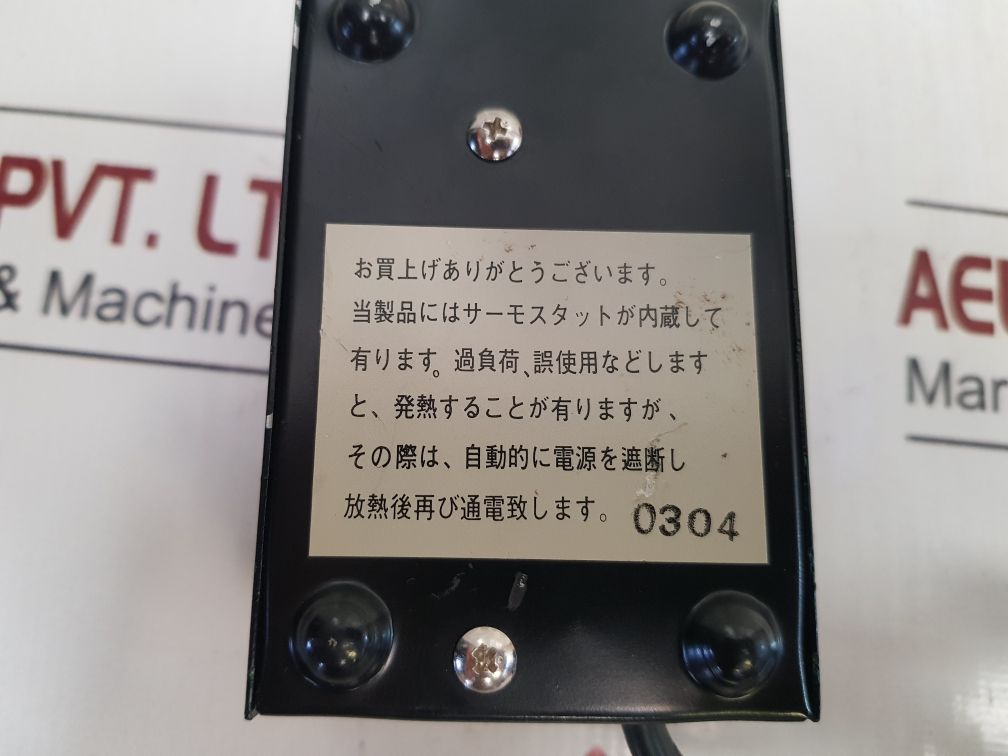 PVT. LT
& Machine
AE
Mar
お買上げありがとうございます。
当製品にはサーモスタットが内蔵して
有ります。過負荷、誤使用などします
と、発熱することが有りますが、
その際は、自動的に電源を遮断し
放熱後再び通電致します。
0304